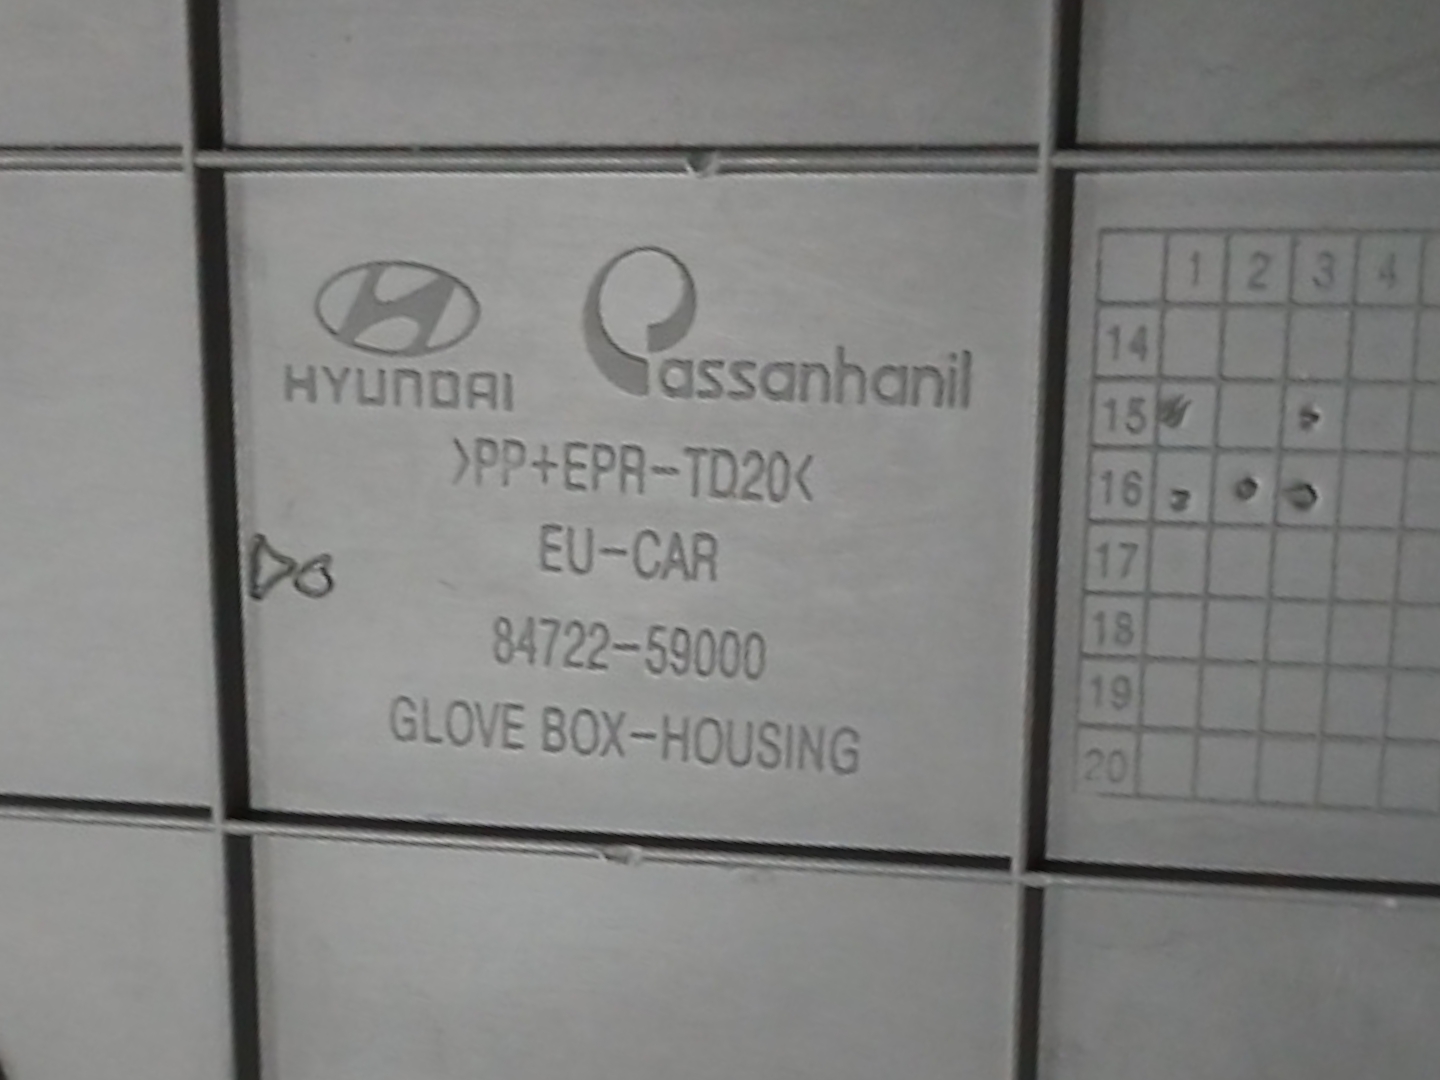 HYUNDAI
assanhanil
>PP+EPR-TD20<
EU-CAR
84722-59000
GLOVE BOX-HOUSING
1 2 3 4
14
15
16
17
18
19
20